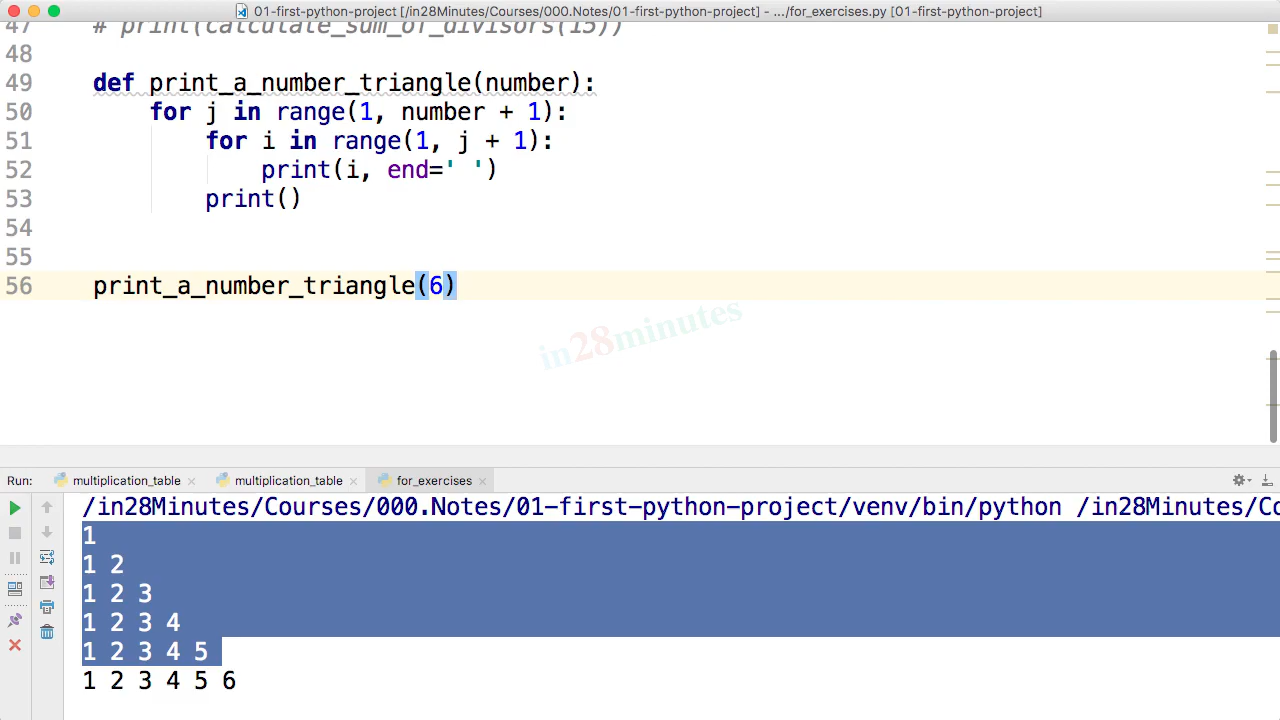 01-first-python-project [/in28Minutes/Courses/000.Notes/01-first-python-project] - .../for_exercises.py [01-first-python-project]
47 # print(calculate_sum_of_divisors(15))
48
49 def print_a_number_triangle(number):
50 for j in range(1, number + 1):
51 for i in range(1, j + 1):
52 print(i, end=' ')
53 print()
54
55
56 print_a_number_triangle(6)
in28minutes
Run: multiplication_table multiplication_table for_exercises
/in28Minutes/Courses/000.Notes/01-first-python-project/venv/bin/python /in28Minutes/Co
1
1 2
1 2 3
1 2 3 4
1 2 3 4 5
1 2 3 4 5 6